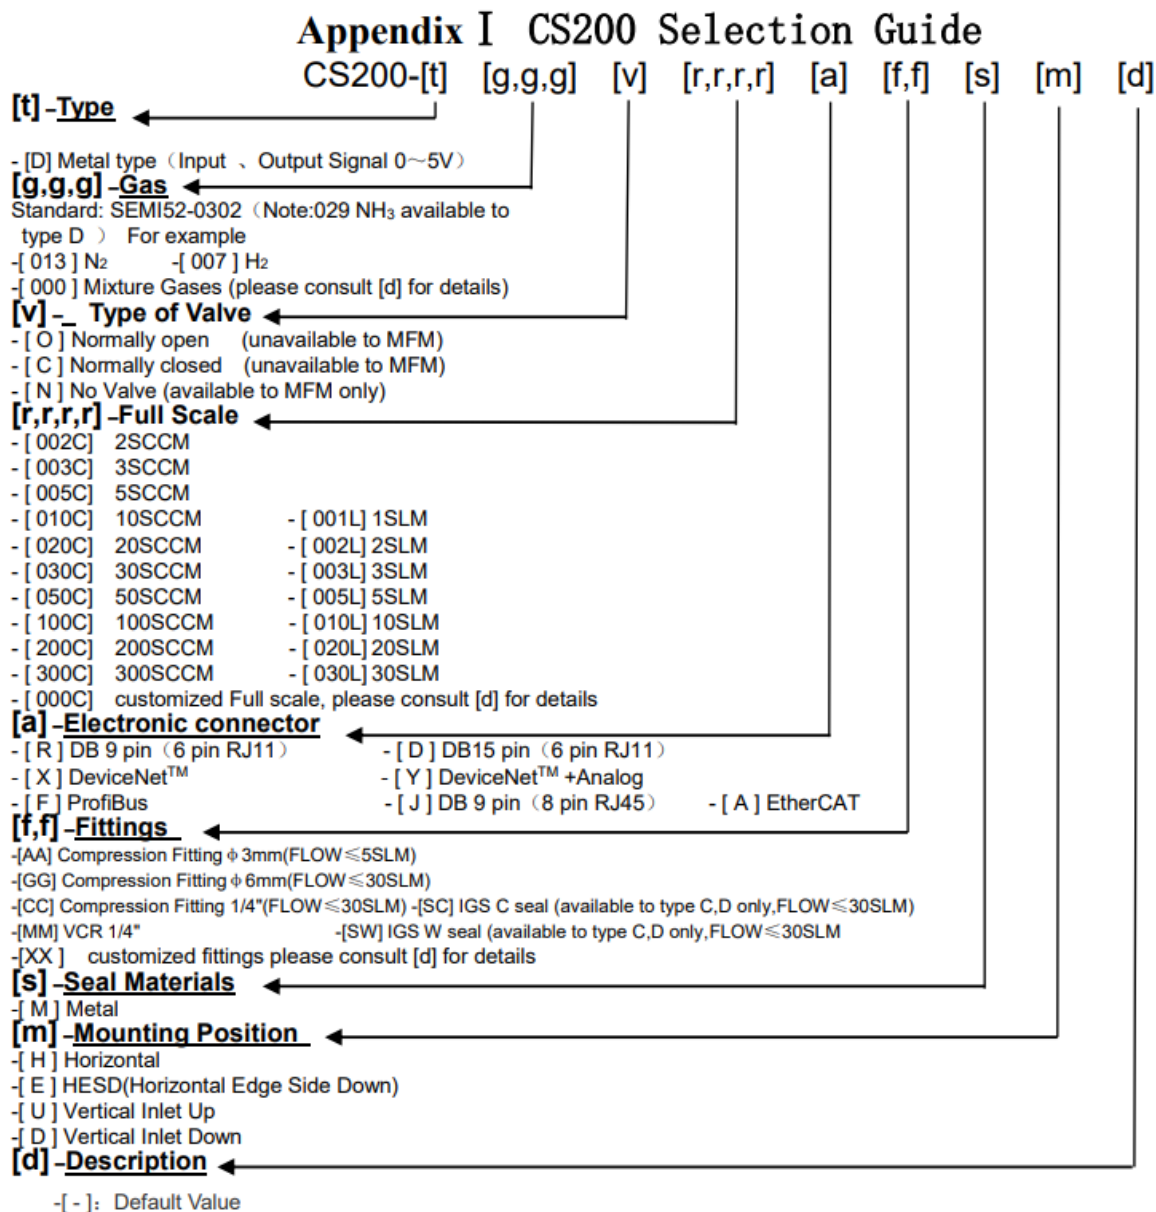 Appendix Ⅰ CS200 Selection Guide
CS200-[t] [g,g,g] [v] [r,r,r,r] [a] [f,f] [s] [m] [d]
[t] –Type
- [D] Metal type（Input 、Output Signal 0～5V）
[g,g,g] –Gas
Standard: SEMI52-0302（Note:029 NH₃ available to
type D ） For example
-[ 013 ] N₂ -[ 007 ] H₂
-[ 000 ] Mixture Gases (please consult [d] for details)
[v] –_ Type of Valve
- [ O ] Normally open (unavailable to MFM)
- [ C ] Normally closed (unavailable to MFM)
- [ N ] No Valve (available to MFM only)
[r,r,r,r] –Full Scale
- [ 002C] 2SCCM
- [ 003C] 3SCCM
- [ 005C] 5SCCM
- [ 010C] 10SCCM - [ 001L] 1SLM
- [ 020C] 20SCCM - [ 002L] 2SLM
- [ 030C] 30SCCM - [ 003L] 3SLM
- [ 050C] 50SCCM - [ 005L] 5SLM
- [ 100C] 100SCCM - [ 010L] 10SLM
- [ 200C] 200SCCM - [ 020L] 20SLM
- [ 300C] 300SCCM - [ 030L] 30SLM
- [ 000C] customized Full scale, please consult [d] for details
[a] –Electronic connector
- [ R ] DB 9 pin（6 pin RJ11） - [ D ] DB15 pin（6 pin RJ11）
- [ X ] DeviceNet™ - [ Y ] DeviceNet™ +Analog
- [ F ] ProfiBus - [ J ] DB 9 pin（8 pin RJ45） - [ A ] EtherCAT
[f,f] –Fittings
-[AA] Compression Fitting φ3mm(FLOW≤5SLM)
-[GG] Compression Fitting φ6mm(FLOW≤30SLM)
-[CC] Compression Fitting 1/4"(FLOW≤30SLM) -[SC] IGS C seal (available to type C,D only,FLOW≤30SLM)
-[MM] VCR 1/4" -[SW] IGS W seal (available to type C,D only,FLOW≤30SLM
-[XX ] customized fittings please consult [d] for details
[s] –Seal Materials
-[ M ] Metal
[m] –Mounting Position
-[ H ] Horizontal
-[ E ] HESD(Horizontal Edge Side Down)
-[ U ] Vertical Inlet Up
-[ D ] Vertical Inlet Down
[d] –Description
-[ - ]：Default Value